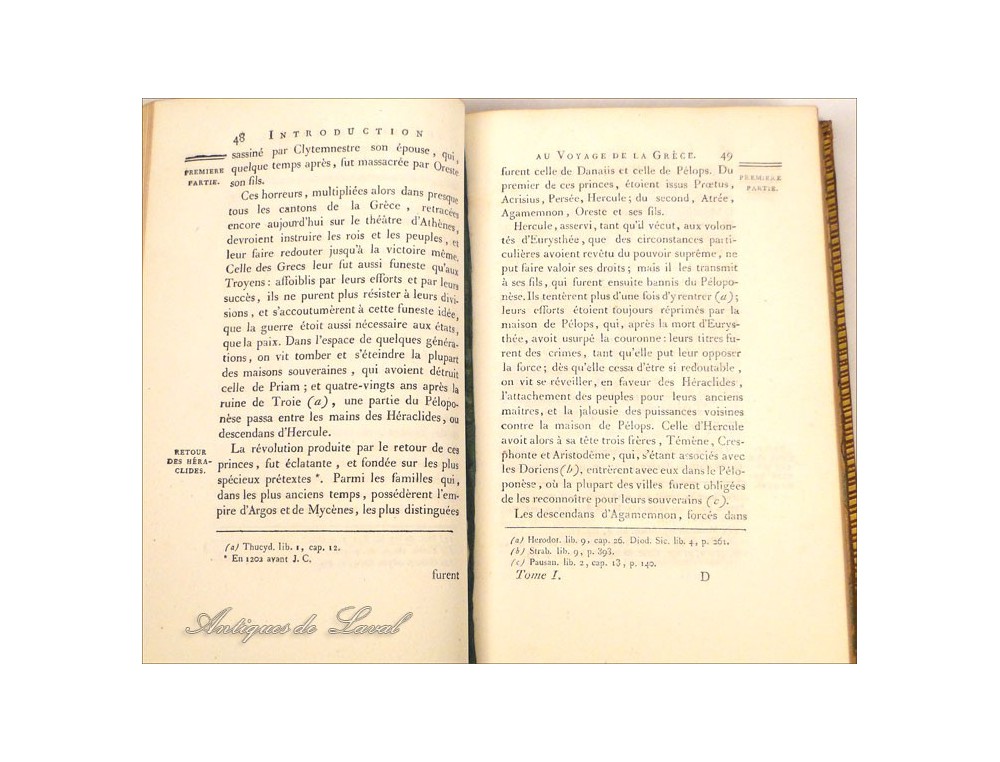 48 INTRODUCTION
PREMIERE
PARTIE.
sassiné par Clytemnestre son épouse, qui,
quelque temps après, fut massacrée par Oreste
son fils.
Ces horreurs, multipliées alors dans presque
tous les cantons de la Grèce, retracées
encore aujourd'hui sur le théâtre d'Athènes,
devroient instruire les rois et les peuples, et
leur faire redouter jusqu'à la victoire même.
Celle des Grecs leur fut aussi funeste qu'aux
Troyens: affoiblis par leurs efforts et par leurs
succès, ils ne purent plus résister à leurs divi-
sions, et s'accoutumèrent à cette funeste idée,
que la guerre étoit aussi nécessaire aux états,
que la paix. Dans l'espace de quelques généra-
tions, on vit tomber et s'éteindre la plupart
des maisons souveraines, qui avoient détruit
celle de Priam; et quatre-vingts ans après la
ruine de Troie (a), une partie du Pélopo-
nèse passa entre les mains des Héraclides, ou
descendans d'Hercule.
RETOUR
DES HÉRA-
CLIDES.
La révolution produite par le retour de ces
princes, fut éclatante, et fondée sur les plus
spécieux prétextes *. Parmi les familles qui,
dans les plus anciens temps, possédèrent l'em-
pire d'Argos et de Mycènes, les plus distinguées
(a) Thucyd. lib. 1, cap. 12.
* En 1202 avant J. C.
furent
Antiques de Laval
AU VOYAGE DE LA GRÈCE. 49
PREMIERE
PARTIE.
furent celle de Danaüs et celle de Pélops. Du
premier de ces princes, étoient issus Prœtus,
Acrisius, Persée, Hercule; du second, Atrée,
Agamemnon, Oreste et ses fils.
Hercule, asservi, tant qu'il vécut, aux volon-
tés d'Eurysthée, que des circonstances parti-
culières avoient revêtu du pouvoir suprême, ne
put faire valoir ses droits; mais il les transmit
à ses fils, qui furent ensuite bannis du Pélopo-
nèse. Ils tentèrent plus d'une fois d'y rentrer (a);
leurs efforts étoient toujours réprimés par la
maison de Pélops, qui, après la mort d'Eurys-
thée, avoit usurpé la couronne: leurs titres fu-
rent des crimes, tant qu'elle put leur opposer
la force; dès qu'elle cessa d'être si redoutable,
on vit se réveiller, en faveur des Héraclides,
l'attachement des peuples pour leurs anciens
maîtres, et la jalousie des puissances voisines
contre la maison de Pélops. Celle d'Hercule
avoit alors à sa tête trois frères, Témène, Cres-
phonte et Aristodème, qui, s'étant associés avec
les Doriens (b), entrèrent avec eux dans le Pélo-
ponèse, où la plupart des villes furent obligées
de les reconnoître pour leurs souverains (c).
Les descendans d'Agamemnon, forcés dans
(a) Herodot. lib. 9, cap. 26. Diod. Sic. lib. 4, p. 261.
(b) Strab. lib. 9, p. 393.
(c) Pausan. lib. 2, cap. 13, p. 140.
Tome I. D